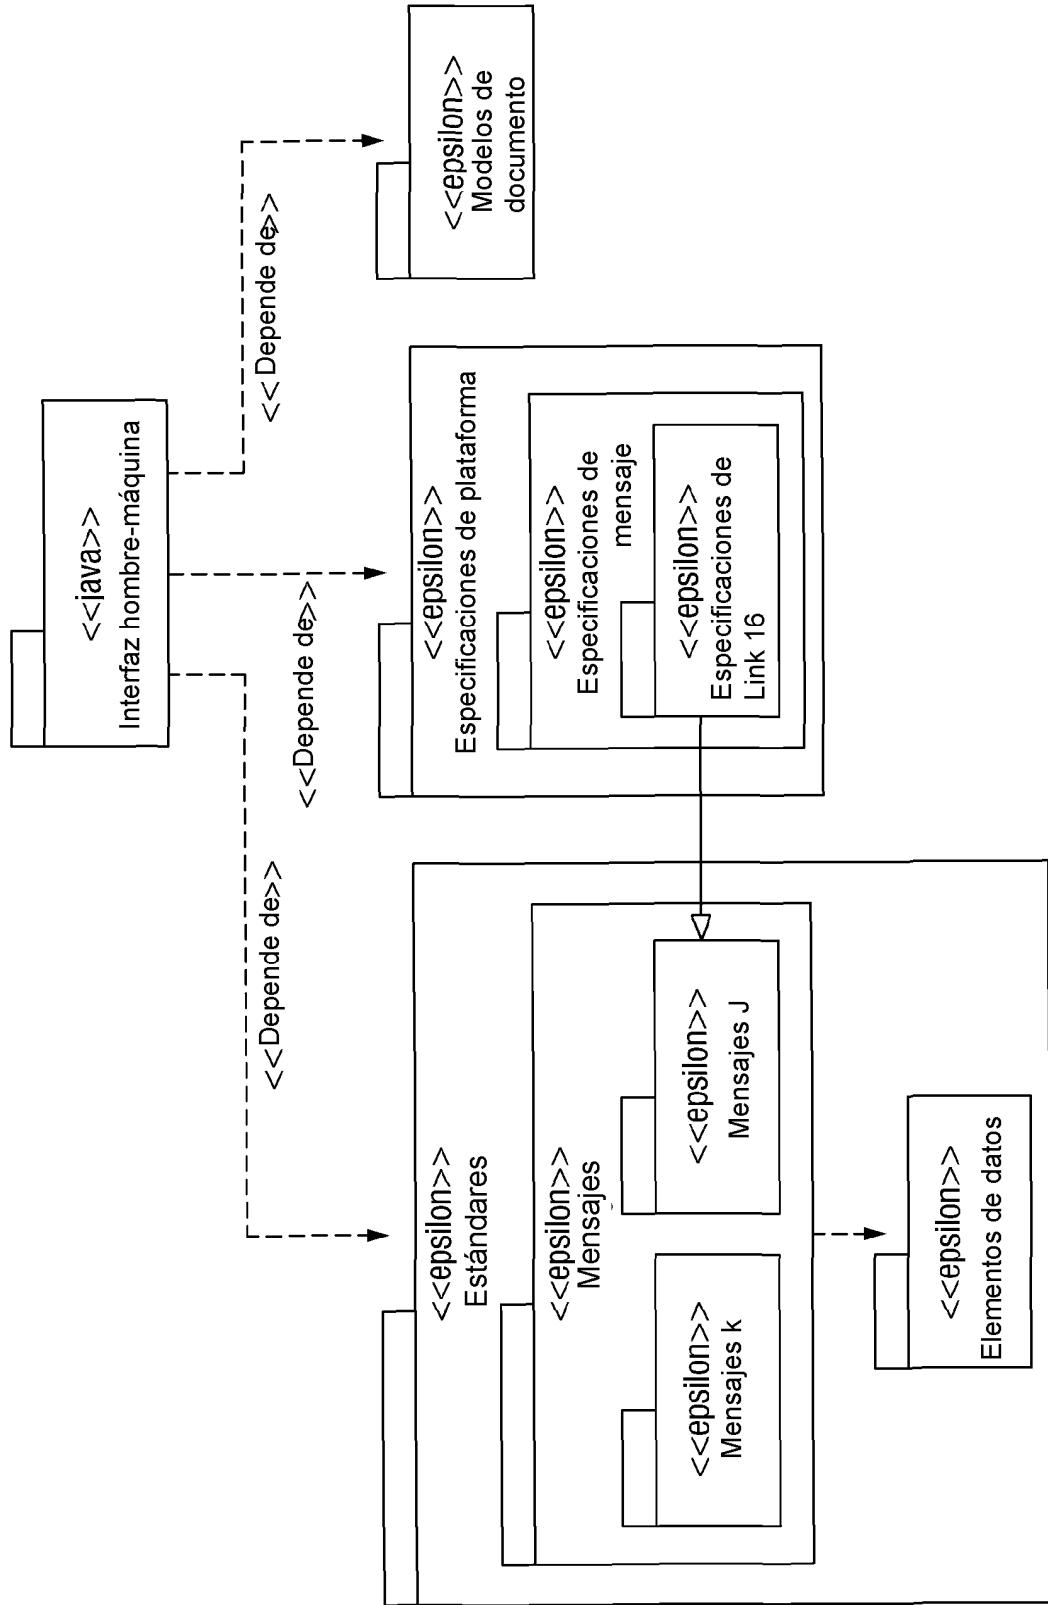 <<java>>
Interfaz hombre-máquina
<<Depende de>>
<<Depende de>>
<<Depende de>>
<<epsilon>>
Estándares
<<epsilon>>
Mensajes
<<epsilon>>
Mensajes k
<<epsilon>>
Mensajes J
<<epsilon>>
Elementos de datos
<<epsilon>>
Especificaciones de plataforma
<<epsilon>>
Especificaciones de
mensaje
<<epsilon>>
Especificaciones de
Link 16
<<epsilon>>
Modelos de
documento